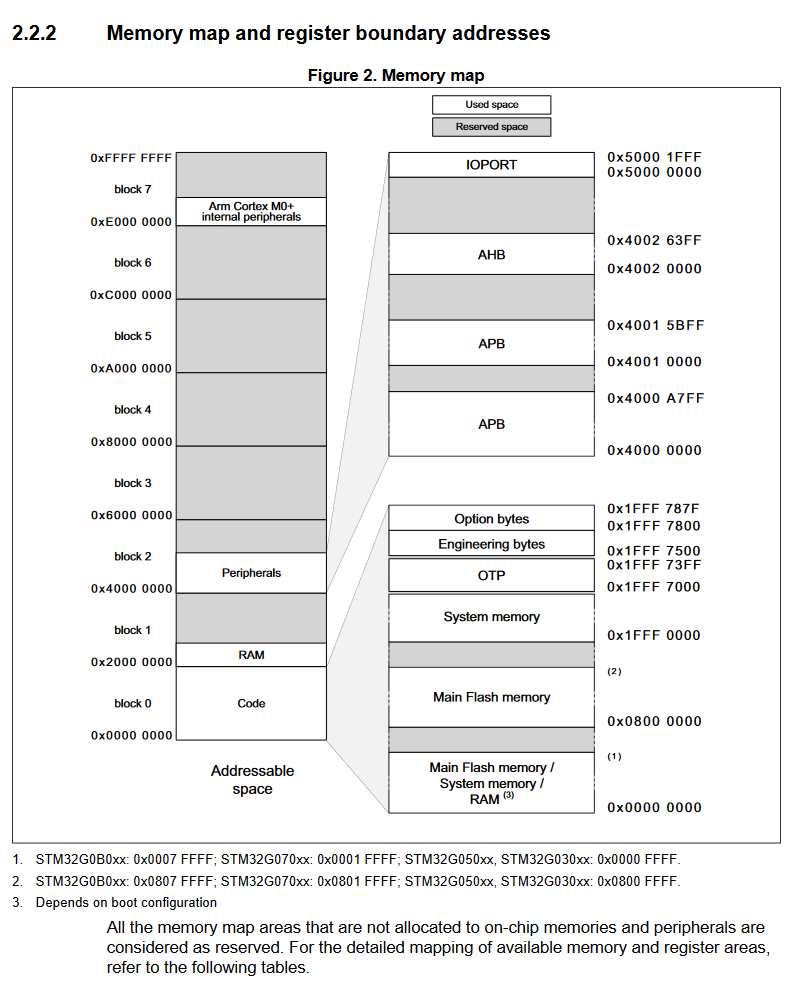 2.2.2 Memory map and register boundary addresses
Figure 2. Memory map
Used space
Reserved space
0xFFFF FFFF
block 7
Arm Cortex M0+
internal peripherals
0xE000 0000
block 6
0xC000 0000
block 5
0xA000 0000
block 4
0x8000 0000
block 3
0x6000 0000
block 2
Peripherals
0x4000 0000
block 1
RAM
0x2000 0000
block 0
Code
0x0000 0000
Addressable
space
IOPORT
0x5000 1FFF
0x5000 0000
0x4002 63FF
AHB
0x4002 0000
0x4001 5BFF
APB
0x4001 0000
0x4000 A7FF
APB
0x4000 0000
0x1FFF 787F
Option bytes
0x1FFF 7800
Engineering bytes
0x1FFF 7500
0x1FFF 73FF
OTP
0x1FFF 7000
System memory
0x1FFF 0000
(2)
Main Flash memory
0x0800 0000
(1)
Main Flash memory /
System memory /
RAM (3)
0x0000 0000
1. STM32G0B0xx: 0x0007 FFFF; STM32G070xx: 0x0001 FFFF; STM32G050xx, STM32G030xx: 0x0000 FFFF.
2. STM32G0B0xx: 0x0807 FFFF; STM32G070xx: 0x0801 FFFF; STM32G050xx, STM32G030xx: 0x0800 FFFF.
3. Depends on boot configuration
All the memory map areas that are not allocated to on-chip memories and peripherals are
considered as reserved. For the detailed mapping of available memory and register areas,
refer to the following tables.